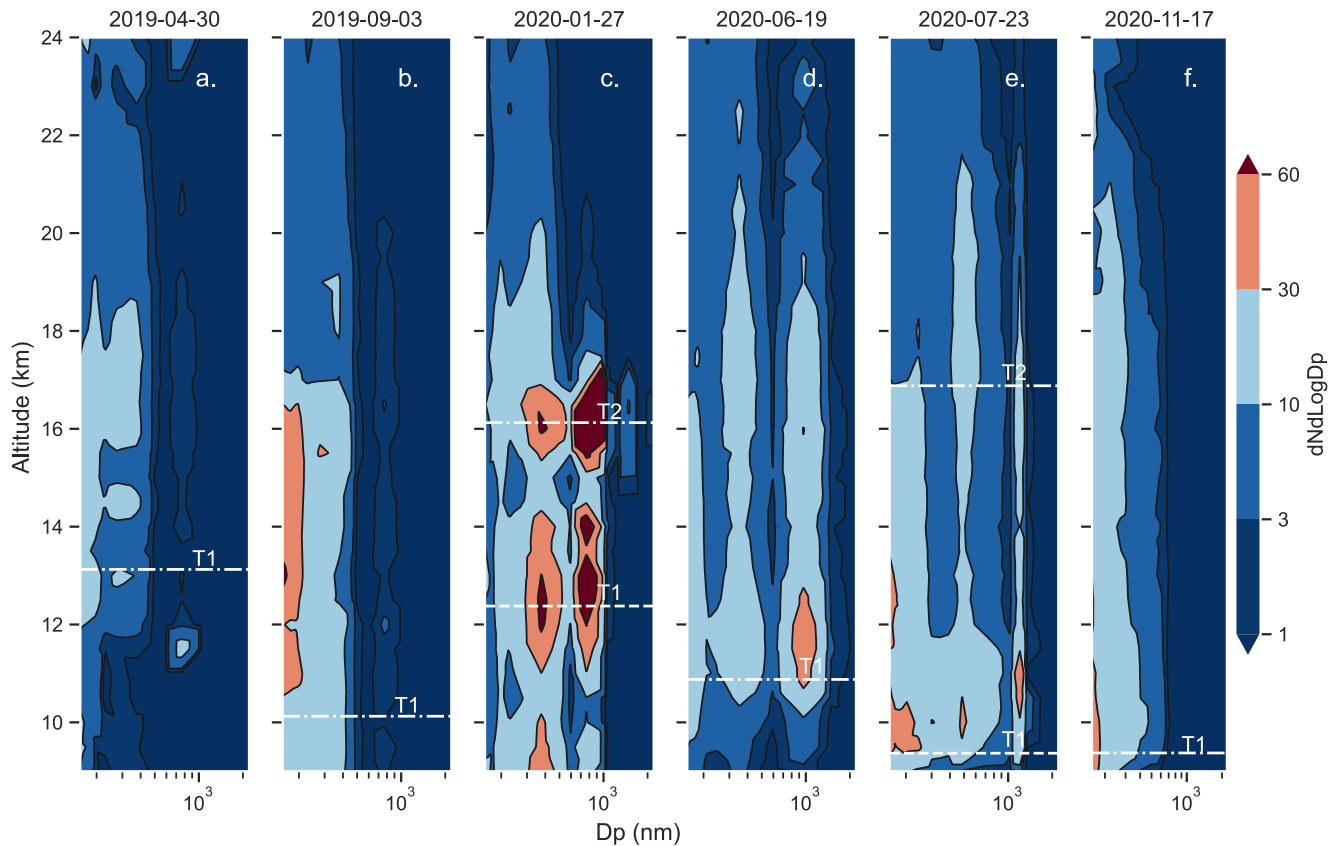 2019-04-30 2019-09-03 2020-01-27 2020-06-19 2020-07-23 2020-11-17
a. b. c. d. e. f.
24
22
20
18
16
14
12
10
Altitude (km)
T1
T1
T2
T1
T1
T2
T1
T1
60
30
10
3
1
dNdLogDp
10³ 10³ 10³ 10³ 10³ 10³
Dp (nm)